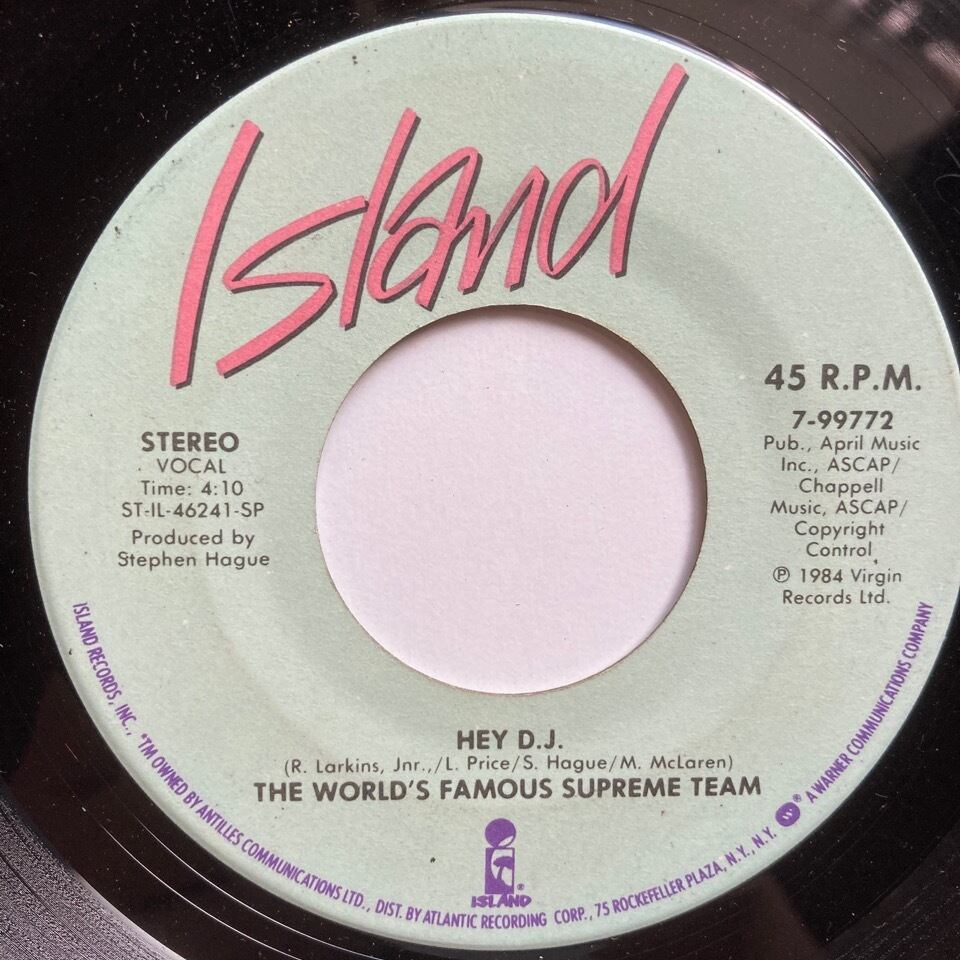 Island
STEREO
VOCAL
Time: 4:10
ST-IL-46241-SP
Produced by
Stephen Hague
45 R.P.M.
7-99772
Pub., April Music
Inc., ASCAP/
Chappell
Music, ASCAP/
Copyright
Control
℗ 1984 Virgin
Records Ltd.
HEY D.J.
(R. Larkins, Jnr.,/L. Price/S. Hague/M. McLaren)
THE WORLD'S FAMOUS SUPREME TEAM
ISLAND®
ISLAND RECORDS, INC., *TM OWNED BY ANTILLES COMMUNICATIONS LTD., DIST. BY ATLANTIC RECORDING CORP., 75 ROCKEFELLER PLAZA, N.Y., N.Y. ® A WARNER COMMUNICATIONS COMPANY